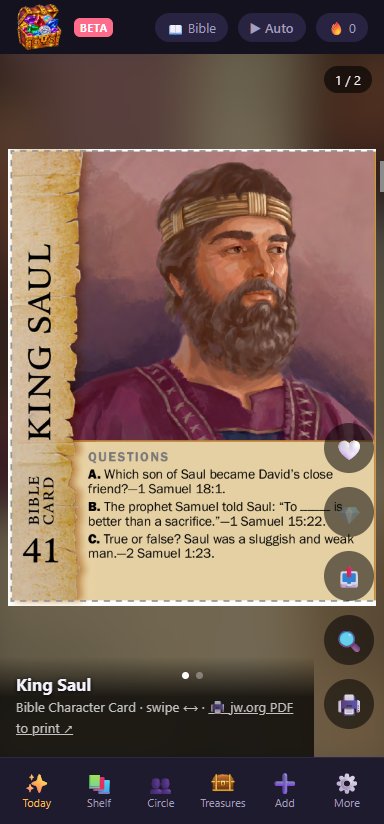 BETA
Bible
Auto
0
1 / 2
KING SAUL
BIBLE
CARD
41
QUESTIONS
A. Which son of Saul became David's close
friend?—1 Samuel 18:1.
B. The prophet Samuel told Saul: “To _____ is
better than a sacrifice.”—1 Samuel 15:22.
C. True or false? Saul was a sluggish and weak
man.—2 Samuel 1:23.
King Saul
Bible Character Card · swipe ↔ · jw.org PDF
to print ↗
Today
Shelf
Circle
Treasures
Add
More